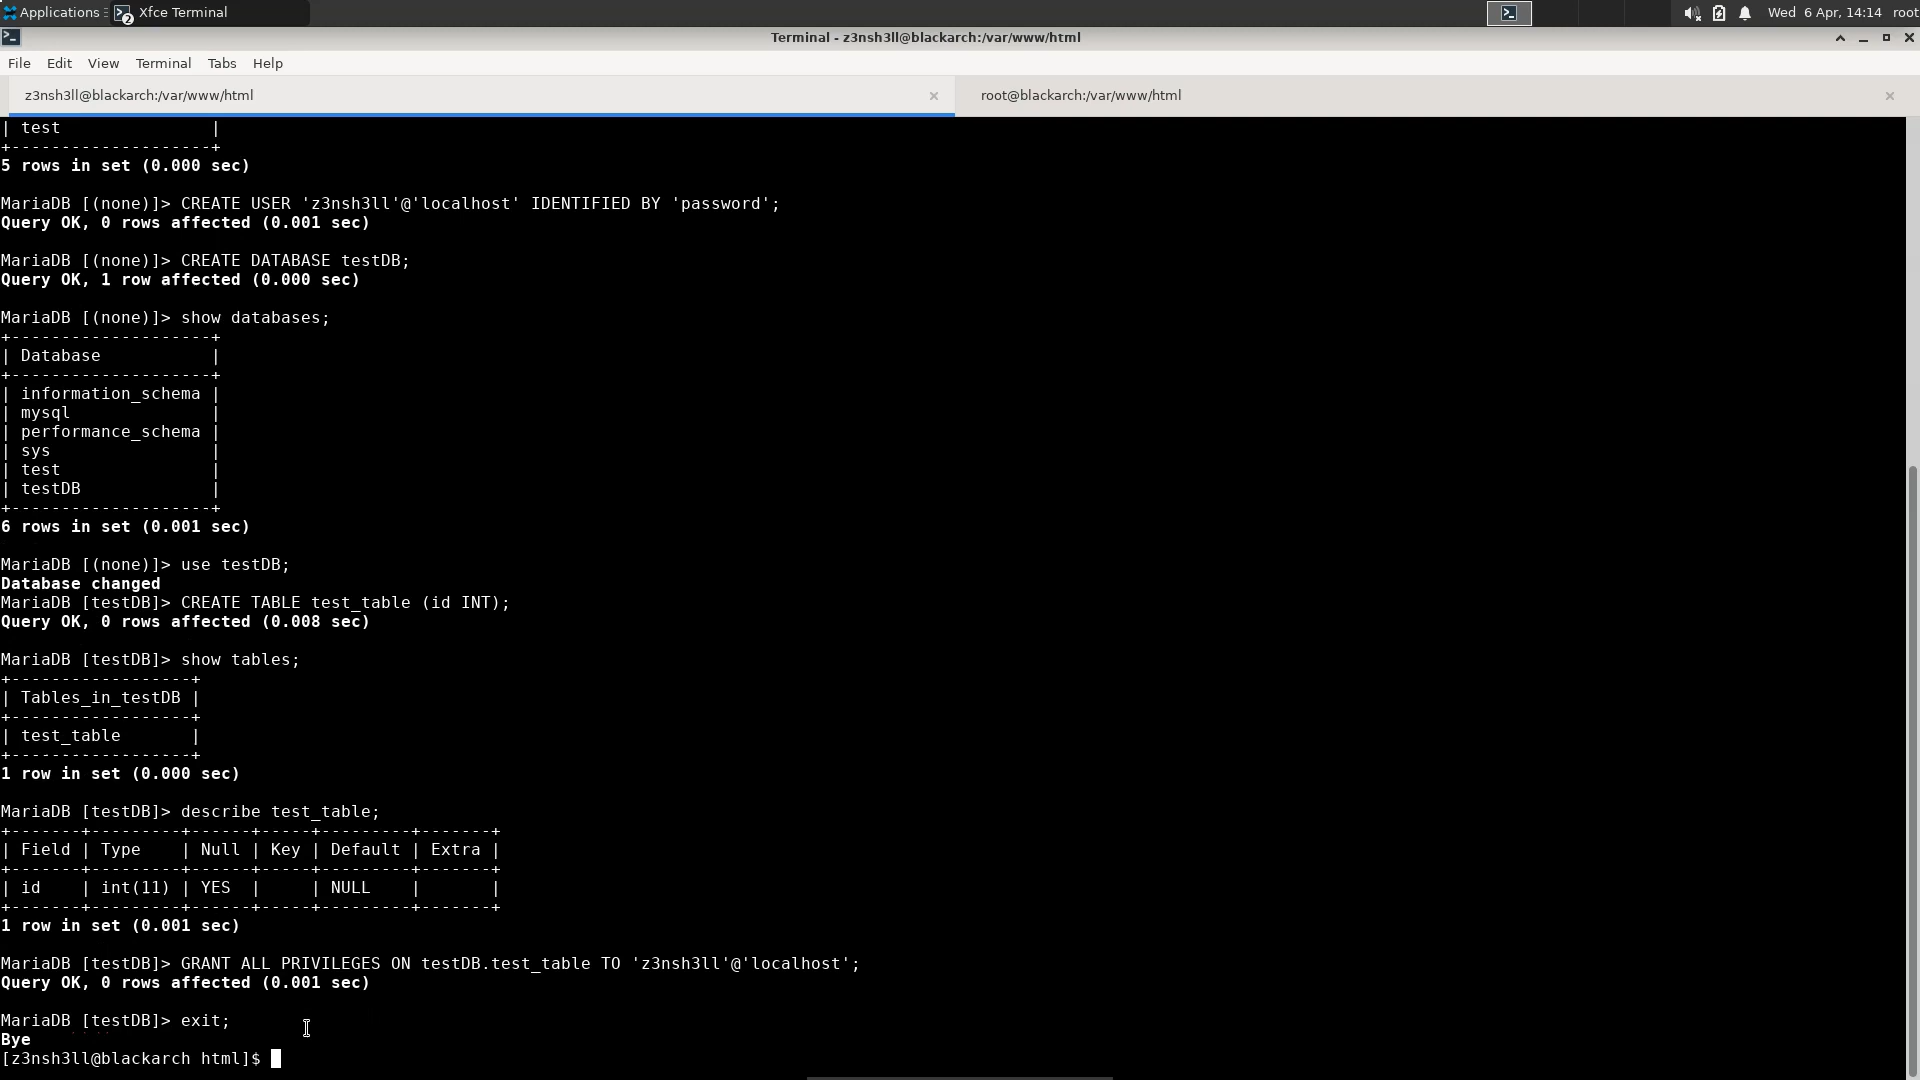 Applications
Xfce Terminal
2
Wed 6 Apr, 14:14 root
Terminal - z3nsh3ll@blackarch:/var/www/html
File Edit View Terminal Tabs Help
z3nsh3ll@blackarch:/var/www/html
root@blackarch:/var/www/html
| test               |
+--------------------+
5 rows in set (0.000 sec)
MariaDB [(none)]> CREATE USER 'z3nsh3ll'@'localhost' IDENTIFIED BY 'password';
Query OK, 0 rows affected (0.001 sec)
MariaDB [(none)]> CREATE DATABASE testDB;
Query OK, 1 row affected (0.000 sec)
MariaDB [(none)]> show databases;
+--------------------+
| Database           |
+--------------------+
| information_schema |
| mysql              |
| performance_schema |
| sys                |
| test               |
| testDB             |
+--------------------+
6 rows in set (0.001 sec)
MariaDB [(none)]> use testDB;
Database changed
MariaDB [testDB]> CREATE TABLE test_table (id INT);
Query OK, 0 rows affected (0.008 sec)
MariaDB [testDB]> show tables;
+------------------+
| Tables_in_testDB |
+------------------+
| test_table       |
+------------------+
1 row in set (0.000 sec)
MariaDB [testDB]> describe test_table;
+-------+---------+------+-----+---------+-------+
| Field | Type    | Null | Key | Default | Extra |
+-------+---------+------+-----+---------+-------+
| id    | int(11) | YES  |     | NULL    |       |
+-------+---------+------+-----+---------+-------+
1 row in set (0.001 sec)
MariaDB [testDB]> GRANT ALL PRIVILEGES ON testDB.test_table TO 'z3nsh3ll'@'localhost';
Query OK, 0 rows affected (0.001 sec)
MariaDB [testDB]> exit;
Bye
[z3nsh3ll@blackarch html]$